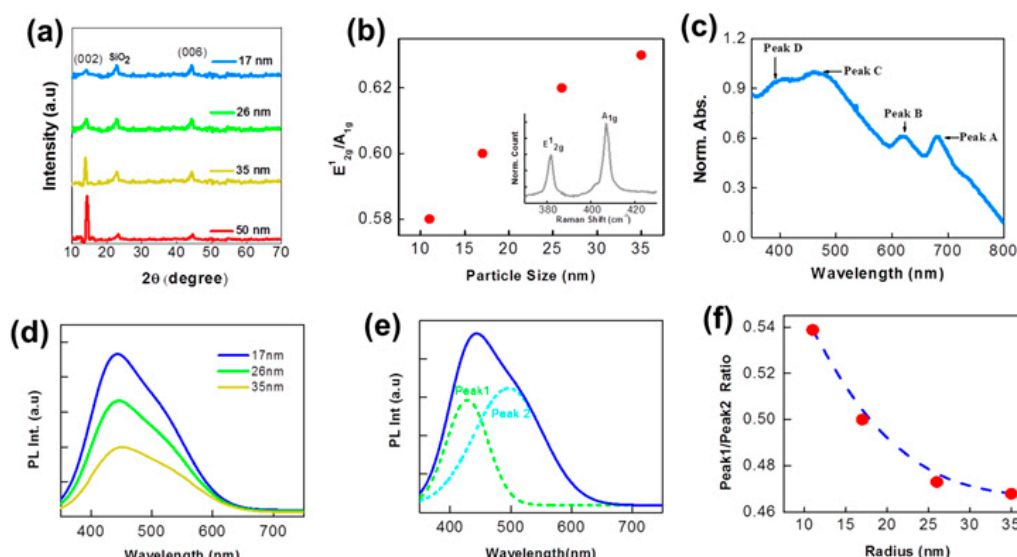 (a)
Intensity (a.u)
(002)
SiO2
(006)
17 nm
26 nm
35 nm
50 nm
10 20 30 40 50 60 70
2θ (degree)
(b)
E¹2g/A1g
0.62
0.60
0.58
10 15 20 25 30 35
Particle Size (nm)
Norm. Count
E¹2g
A1g
380 400 420
Raman Shift (cm⁻¹)
(c)
Norm. Abs.
1.2
0.9
0.6
0.3
0.0
Peak D
Peak C
Peak B
Peak A
400 500 600 700 800
Wavelength (nm)
(d)
PL Int. (a.u)
17nm
26nm
35nm
400 500 600 700
Wavelength (nm)
(e)
PL Int (a.u)
Peak1
Peak 2
400 500 600 700
Wavelength(nm)
(f)
Peak1/Peak2 Ratio
0.54
0.52
0.50
0.48
0.46
10 15 20 25 30 35
Radius (nm)